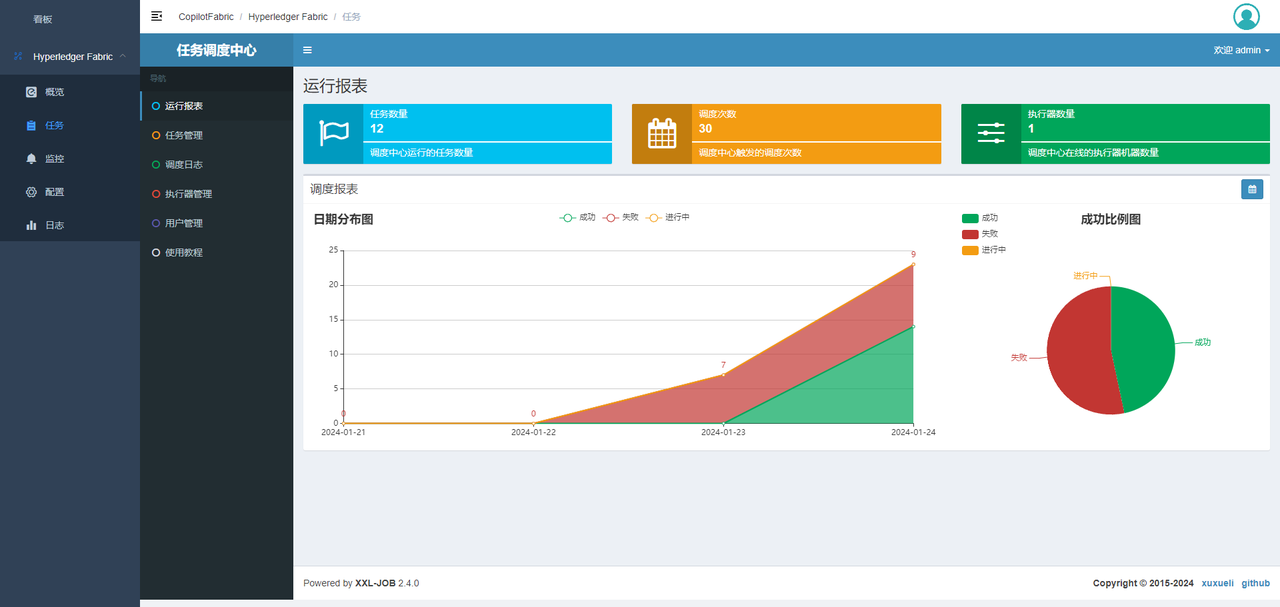 看板
Hyperledger Fabric
概览
任务
监控
配置
日志
CopilotFabric / Hyperledger Fabric / 任务
任务调度中心
欢迎 admin
导航
运行报表
任务管理
调度日志
执行器管理
用户管理
使用教程
运行报表
任务数量
12
调度中心运行的任务数量
调度次数
30
调度中心触发的调度次数
执行器数量
1
调度中心在线的执行器机器数量
调度报表
日期分布图
成功 失败 进行中
25
20
15
10
5
0
0
0
7
9
2024-01-21 2024-01-22 2024-01-23 2024-01-24
成功
失败
进行中
成功比例图
进行中
成功
失败
Powered by XXL-JOB 2.4.0
Copyright © 2015-2024 xuxueli github